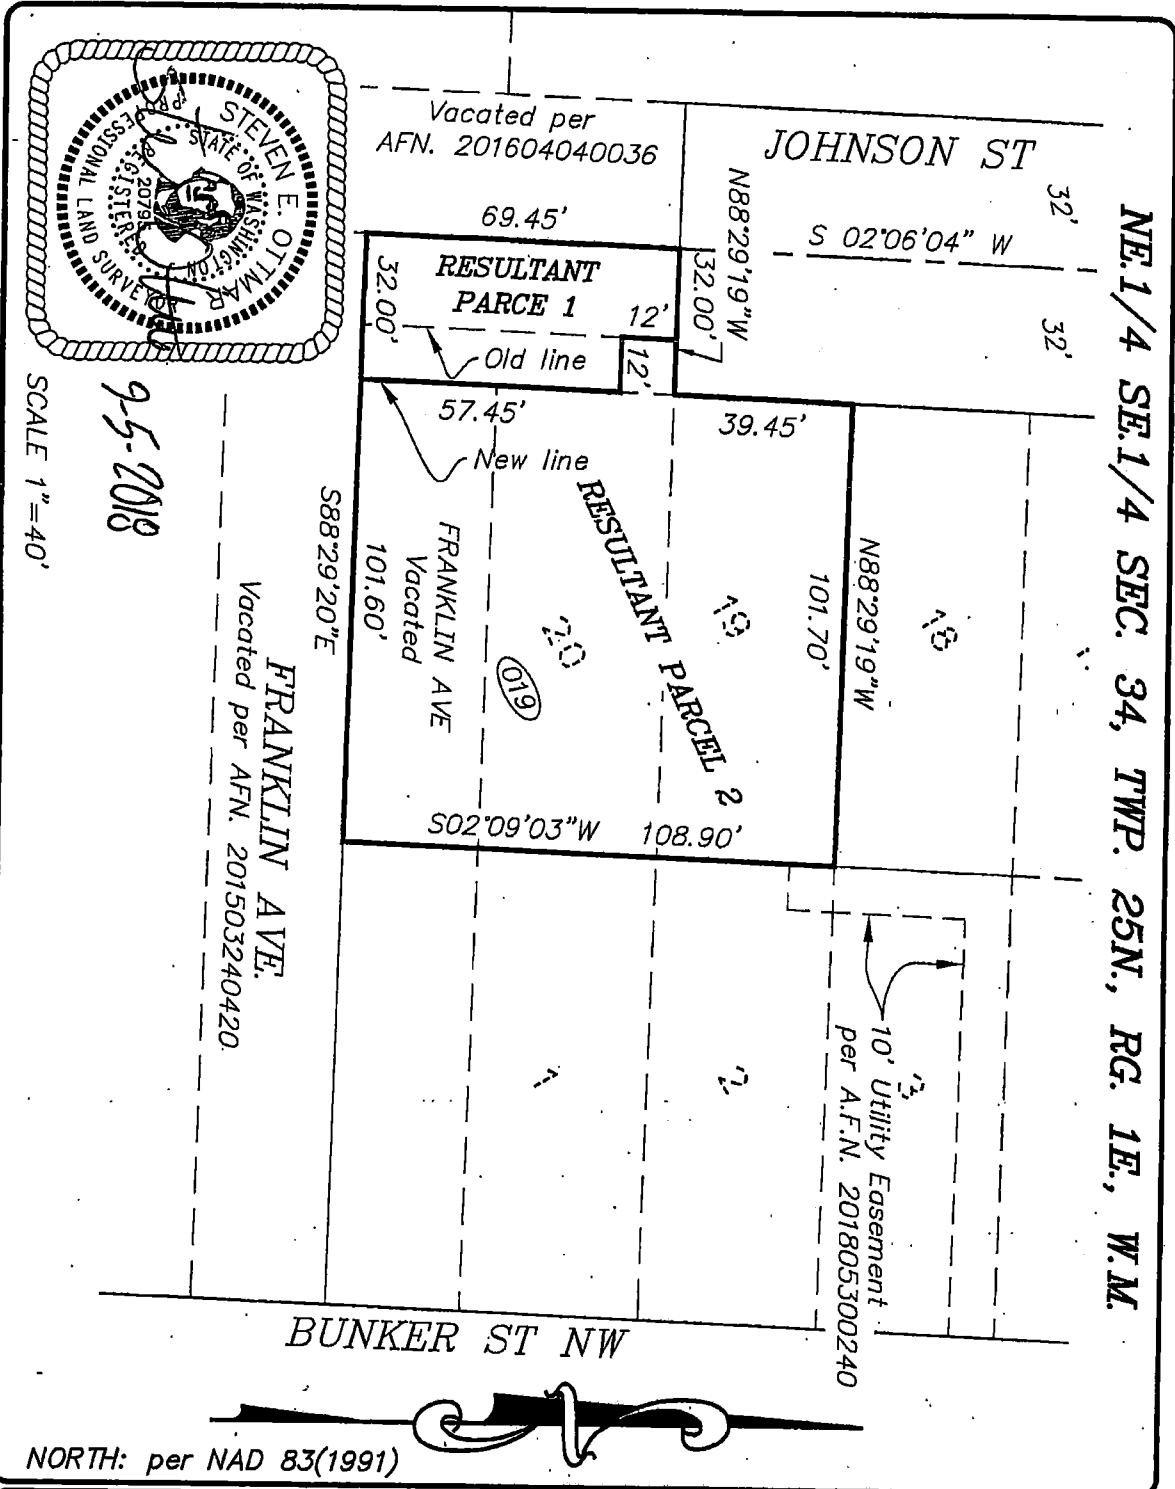 NE.1/4 SE.1/4 SEC. 34, TWP. 25N., RG. 1E., W.M.
JOHNSON ST
32'
S 02°06'04" W
32'
Vacated per
AFN. 201604040036
69.45'
N88°29'19"W
32.00'
RESULTANT
PARCE 1
12'
12'
32.00'
Old line
57.45'
39.45'
New line
RESULTANT PARCEL 2
FRANKLIN AVE
Vacated
101.60'
S88°29'20"E
N88°29'19"W
101.70'
18
19
20
019
S02°09'03"W 108.90'
FRANKLIN AVE.
Vacated per AFN. 201503240420
10' Utility Easement
per A.F.N. 201805300240
1
2
3
BUNKER ST NW
STEVEN E. OTTMAR
STATE OF WASHINGTON
REGISTERED
PROFESSIONAL LAND SURVEYOR
9-5-2018
SCALE 1"=40'
NORTH: per NAD 83(1991)